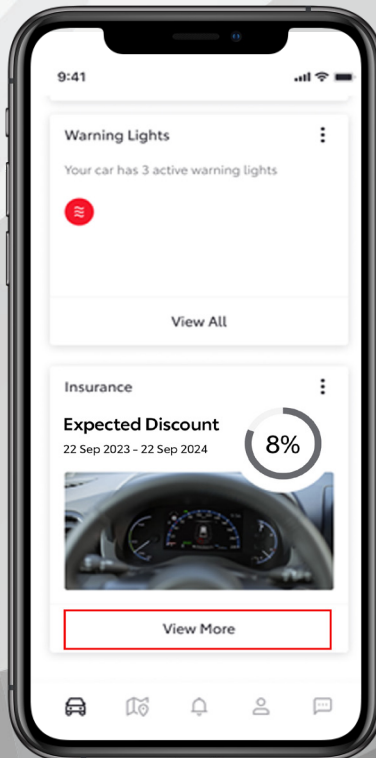 9:41
Warning Lights
Your car has 3 active warning lights
View All
Insurance
Expected Discount
22 Sep 2023 - 22 Sep 2024
8%
View More